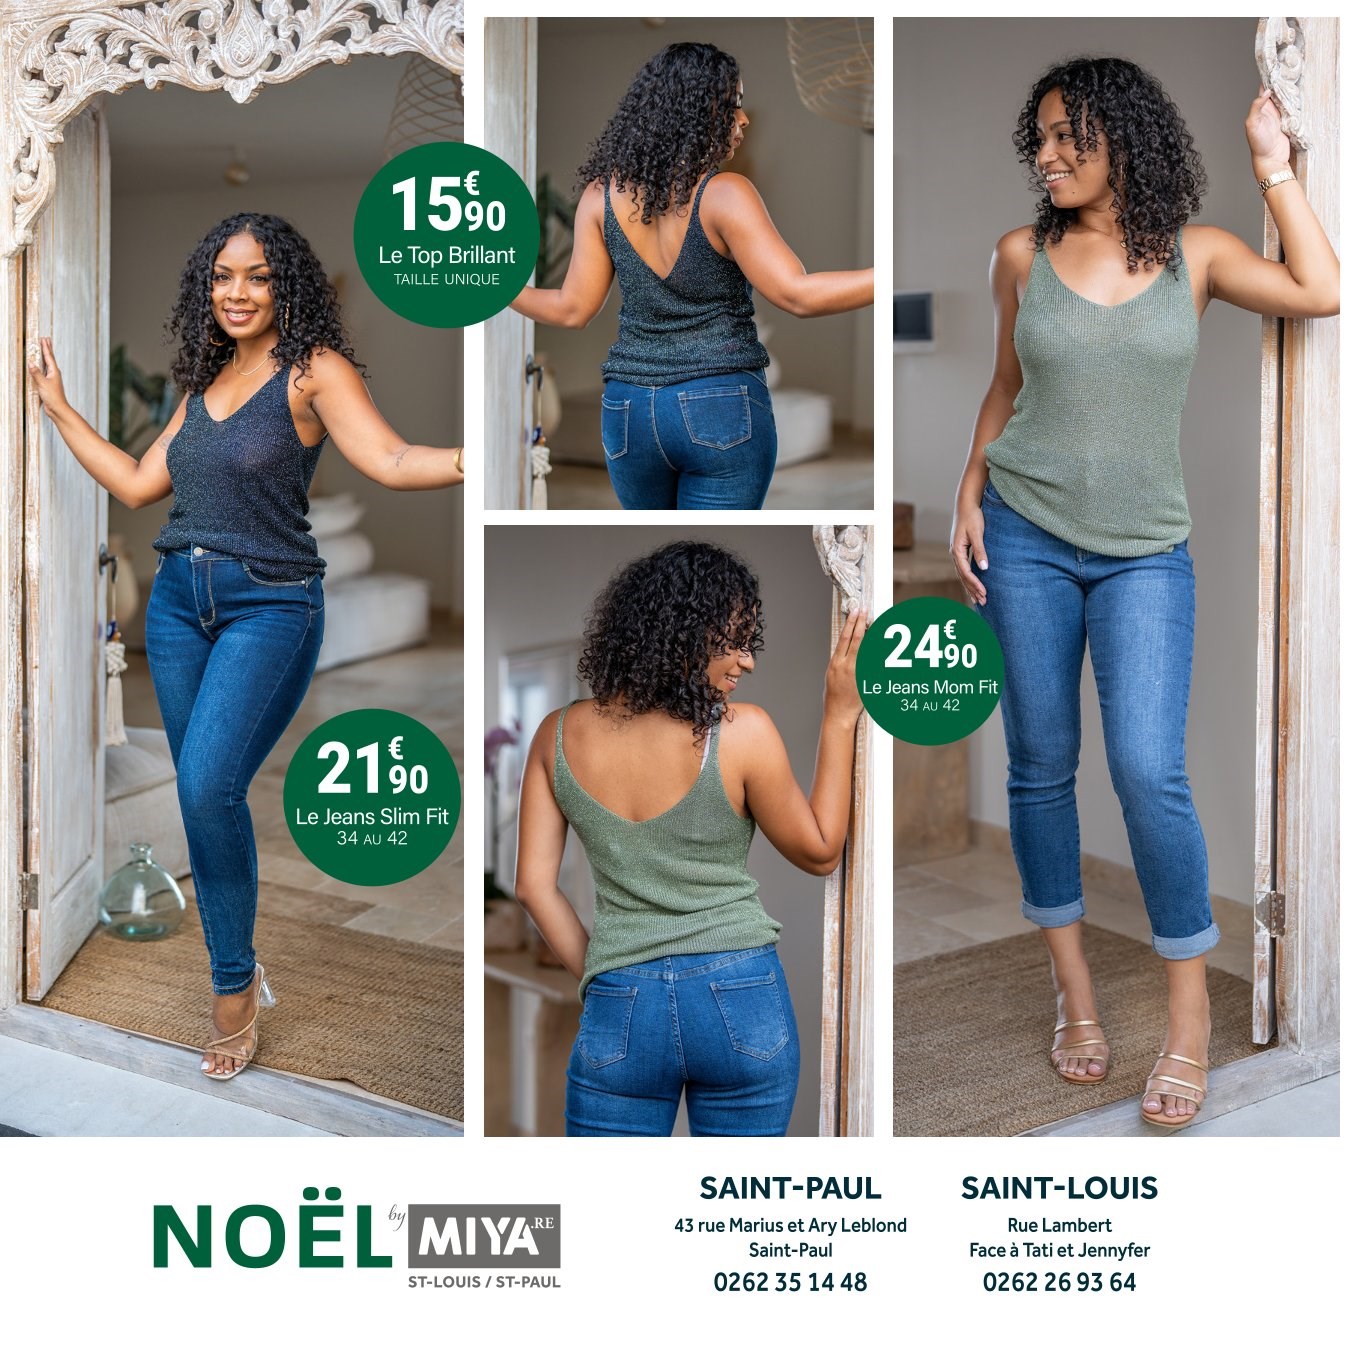 15€90
Le Top Brillant
TAILLE UNIQUE
21€90
Le Jeans Slim Fit
34 AU 42
24€90
Le Jeans Mom Fit
34 AU 42
NOËL by MIYA.RE
ST-LOUIS / ST-PAUL
SAINT-PAUL
43 rue Marius et Ary Leblond
Saint-Paul
0262 35 14 48
SAINT-LOUIS
Rue Lambert
Face à Tati et Jennyfer
0262 26 93 64